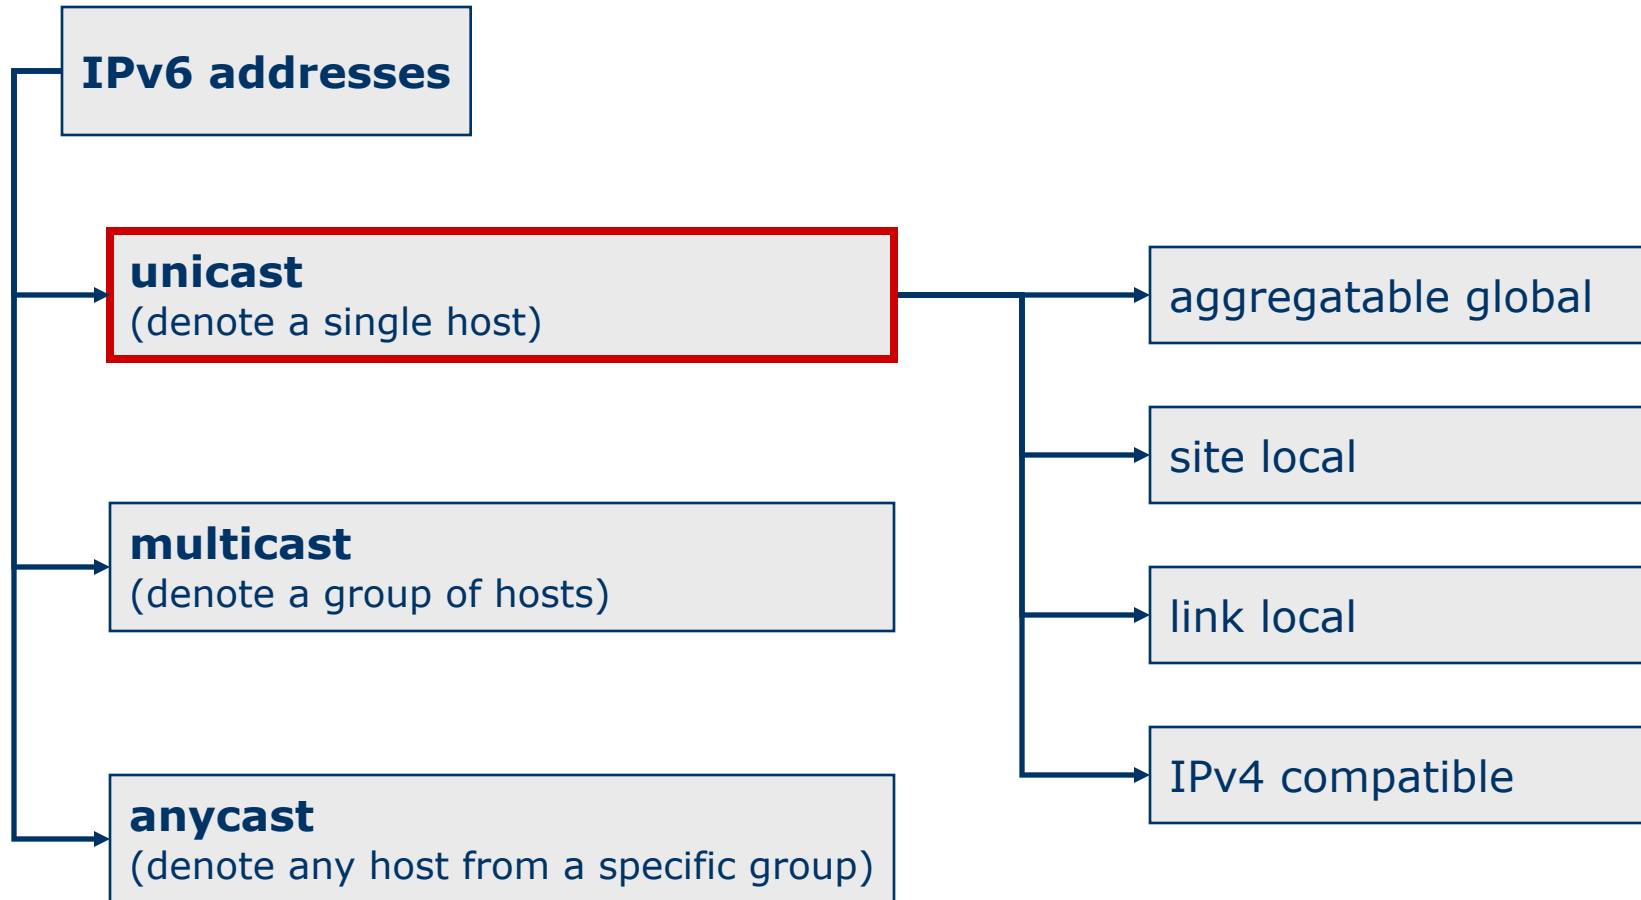 IPv6 addresses
unicast
(denote a single host)
multicast
(denote a group of hosts)
anycast
(denote any host from a specific group)
aggregatable global
site local
link local
IPv4 compatible